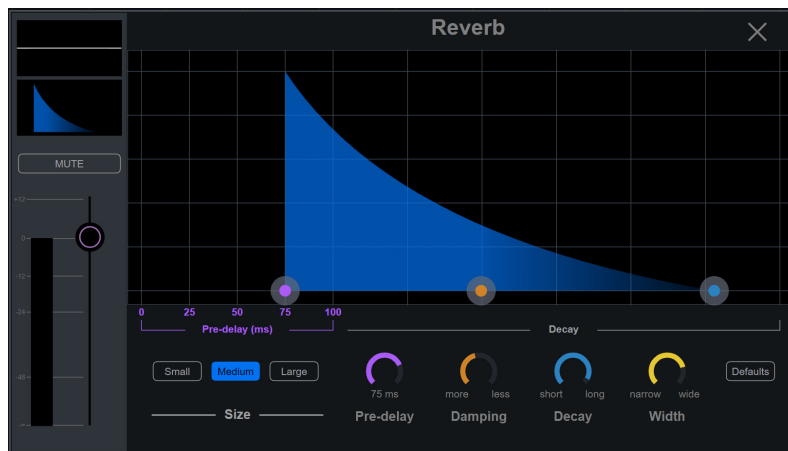 Reverb
MUTE
+12
0
-12
-24
-48
0 25 50 75 100
Pre-delay (ms)
Decay
Small Medium Large
Size
75 ms
Pre-delay
more less
Damping
short long
Decay
narrow wide
Width
Defaults